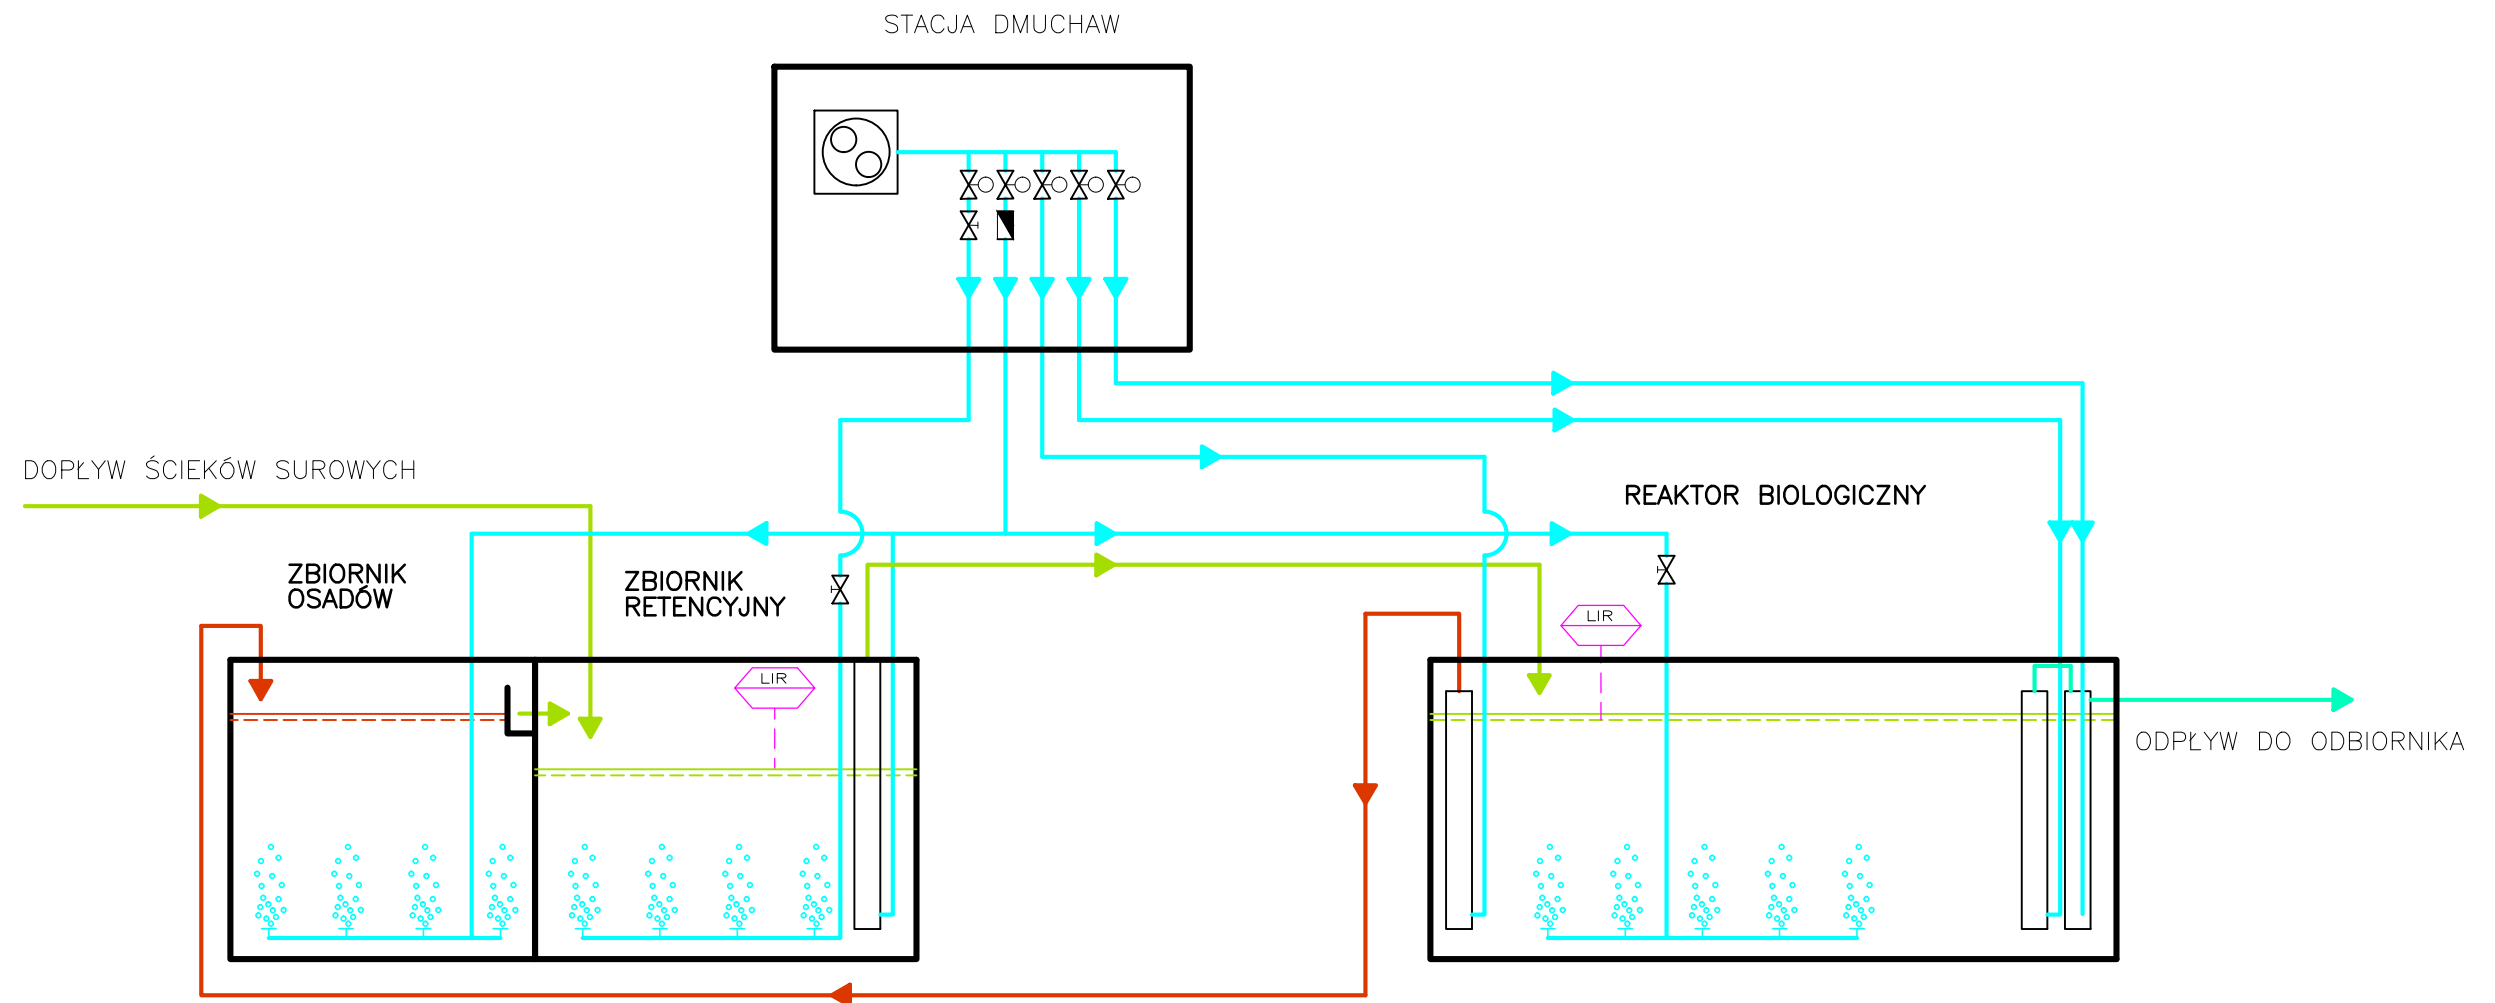 STACJA DMUCHAW
DOPŁYW ŚCIEKÓW SUROWYCH
REAKTOR BIOLOGICZNY
ZBIORNIK
OSADÓW
ZBIORNIK
RETENCYJNY
LIR
LIR
ODPŁYW DO ODBIORNIKA